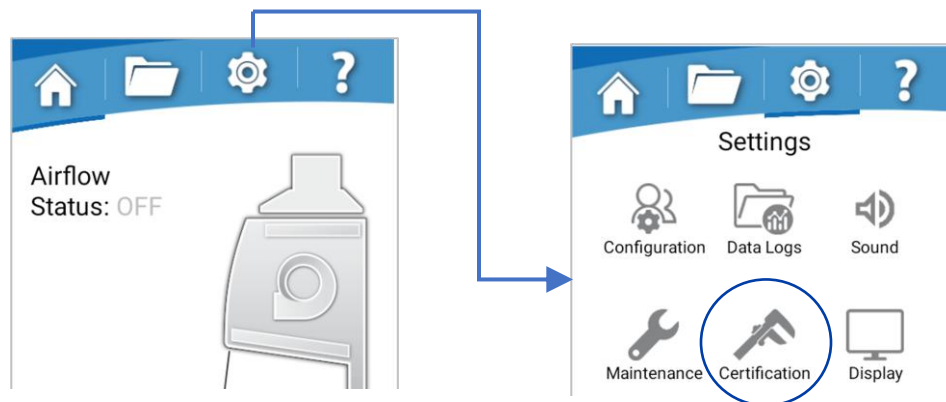 ?
Airflow
Status: OFF
?
Settings
Configuration Data Logs Sound
Maintenance Certification Display